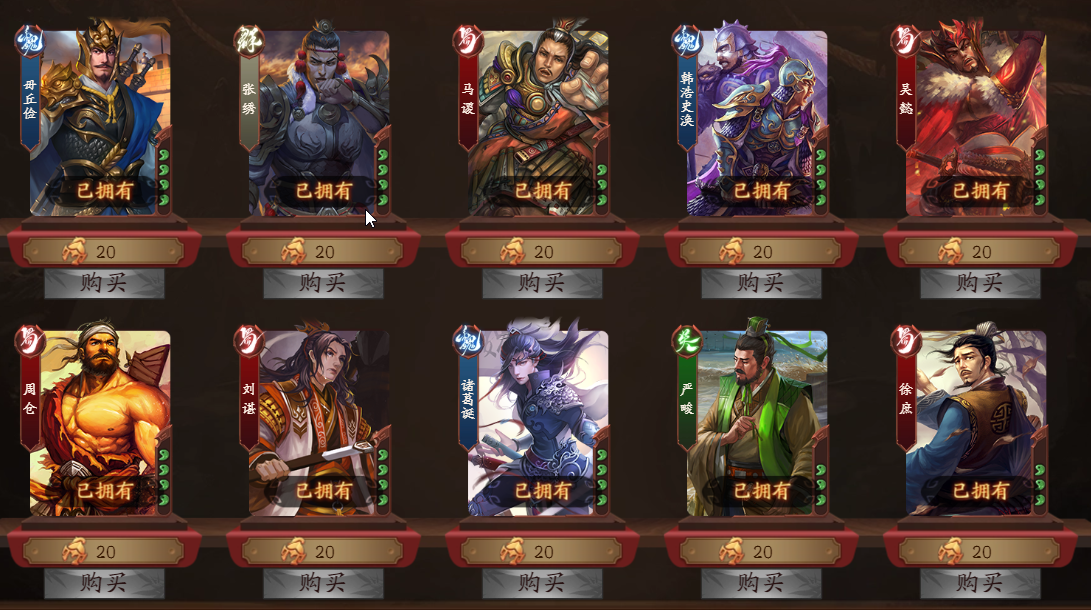 魏 毌丘俭 已拥有
群 张绣 已拥有
蜀 马谡 已拥有
魏 韩浩史涣 已拥有
蜀 吴懿 已拥有
20 20 20 20 20
购买 购买 购买 购买 购买
蜀 周仓 已拥有
蜀 刘谌 已拥有
魏 诸葛诞 已拥有
吴 严畯 已拥有
蜀 徐庶 已拥有
20 20 20 20 20
购买 购买 购买 购买 购买